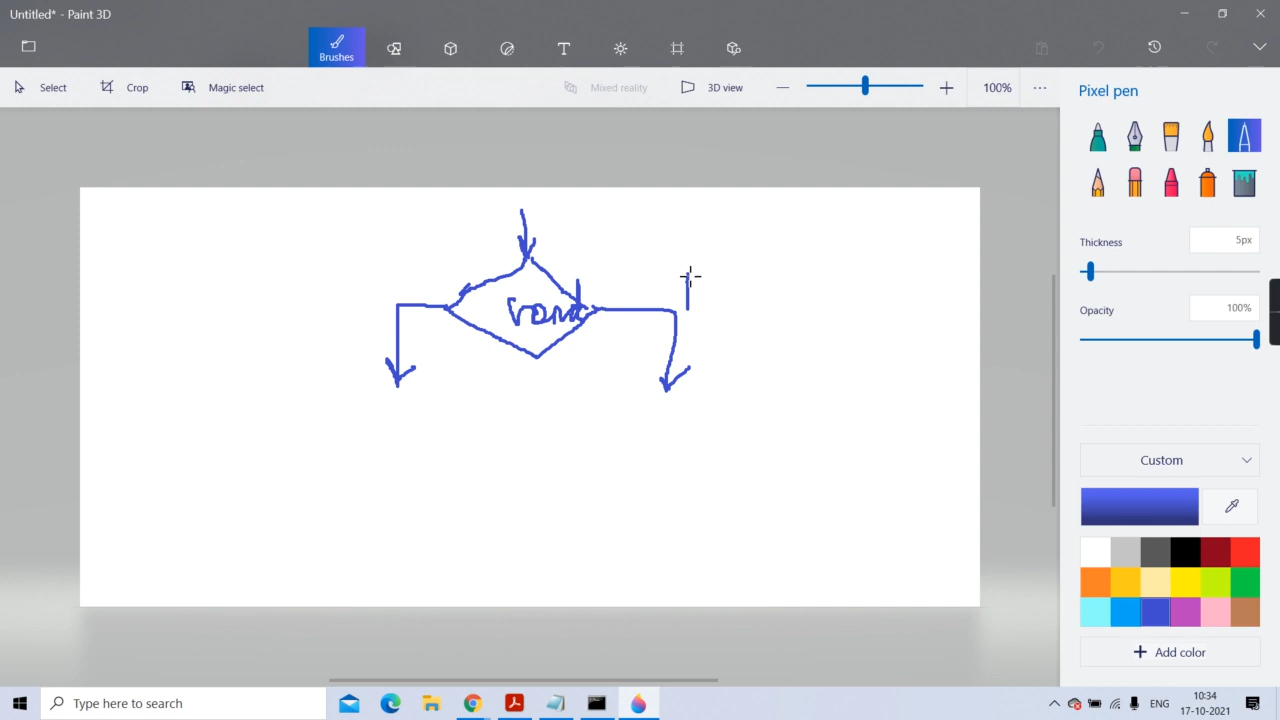 Untitled* - Paint 3D
Brushes
Select
Crop
Magic select
Mixed reality
3D view
100%
Pixel pen
Thickness
5px
Opacity
100%
Custom
Add color
Type here to search
ENG
10:34
17-10-2021